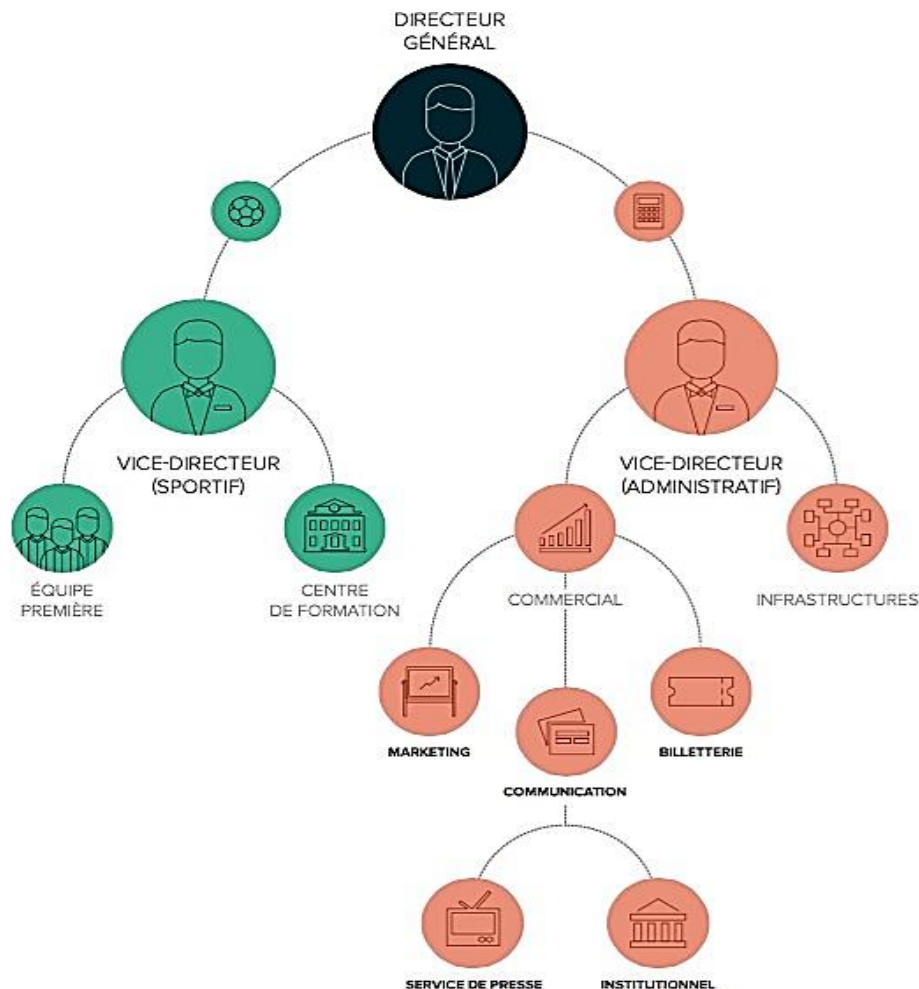 DIRECTEUR
GÉNÉRAL
VICE-DIRECTEUR
(SPORTIF)
VICE-DIRECTEUR
(ADMINISTRATIF)
ÉQUIPE
PREMIÈRE
CENTRE
DE FORMATION
COMMERCIAL
INFRASTRUCTURES
MARKETING
COMMUNICATION
BILLETTERIE
SERVICE DE PRESSE
INSTITUTIONNEL